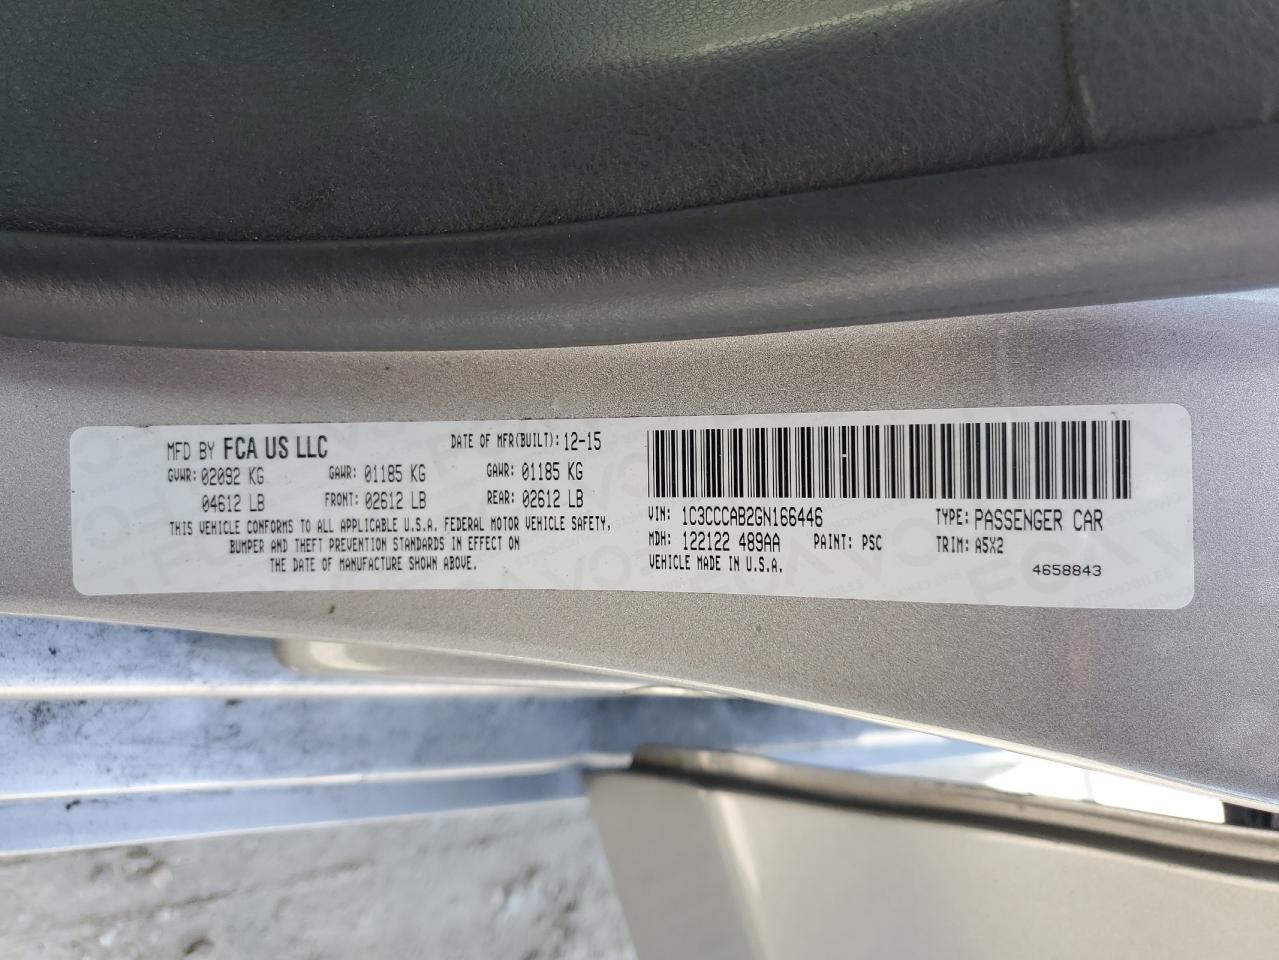 MFD BY FCA US LLC DATE OF MFR(BUILT): 12-15
GVWR: 02092 KG GAWR: 01185 KG GAWR: 01185 KG
04612 LB FRONT: 02612 LB REAR: 02612 LB
THIS VEHICLE CONFORMS TO ALL APPLICABLE U.S.A. FEDERAL MOTOR VEHICLE SAFETY,
BUMPER AND THEFT PREVENTION STANDARDS IN EFFECT ON
THE DATE OF MANUFACTURE SHOWN ABOVE.
VIN: 1C3CCCAB2GN166446 TYPE: PASSENGER CAR
MDH: 122122 489AA PAINT: PSC TRIM: A5X2
VEHICLE MADE IN U.S.A. 4658843